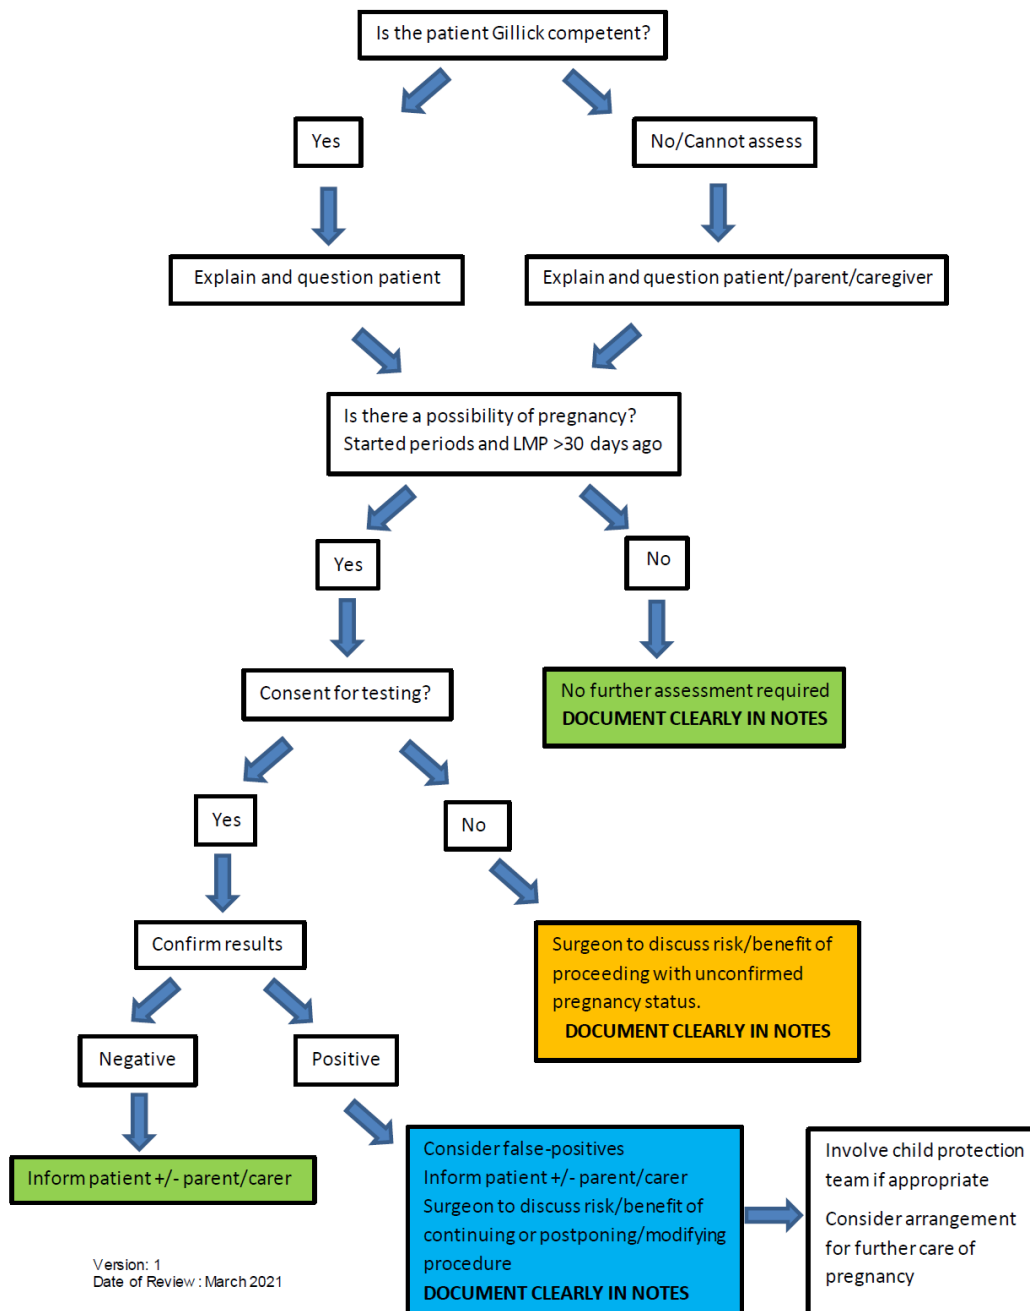 Is the patient Gillick competent?
Yes
No/Cannot assess
Explain and question patient
Explain and question patient/parent/caregiver
Is there a possibility of pregnancy?
Started periods and LMP >30 days ago
Yes
No
Consent for testing?
No further assessment required
DOCUMENT CLEARLY IN NOTES
Yes
No
Confirm results
Surgeon to discuss risk/benefit of
proceeding with unconfirmed
pregnancy status.
DOCUMENT CLEARLY IN NOTES
Negative
Positive
Inform patient +/- parent/carer
Consider false-positives
Inform patient +/- parent/carer
Surgeon to discuss risk/benefit of
continuing or postponing/modifying
procedure
DOCUMENT CLEARLY IN NOTES
Involve child protection
team if appropriate
Consider arrangement
for further care of
pregnancy
Version: 1
Date of Review : March 2021